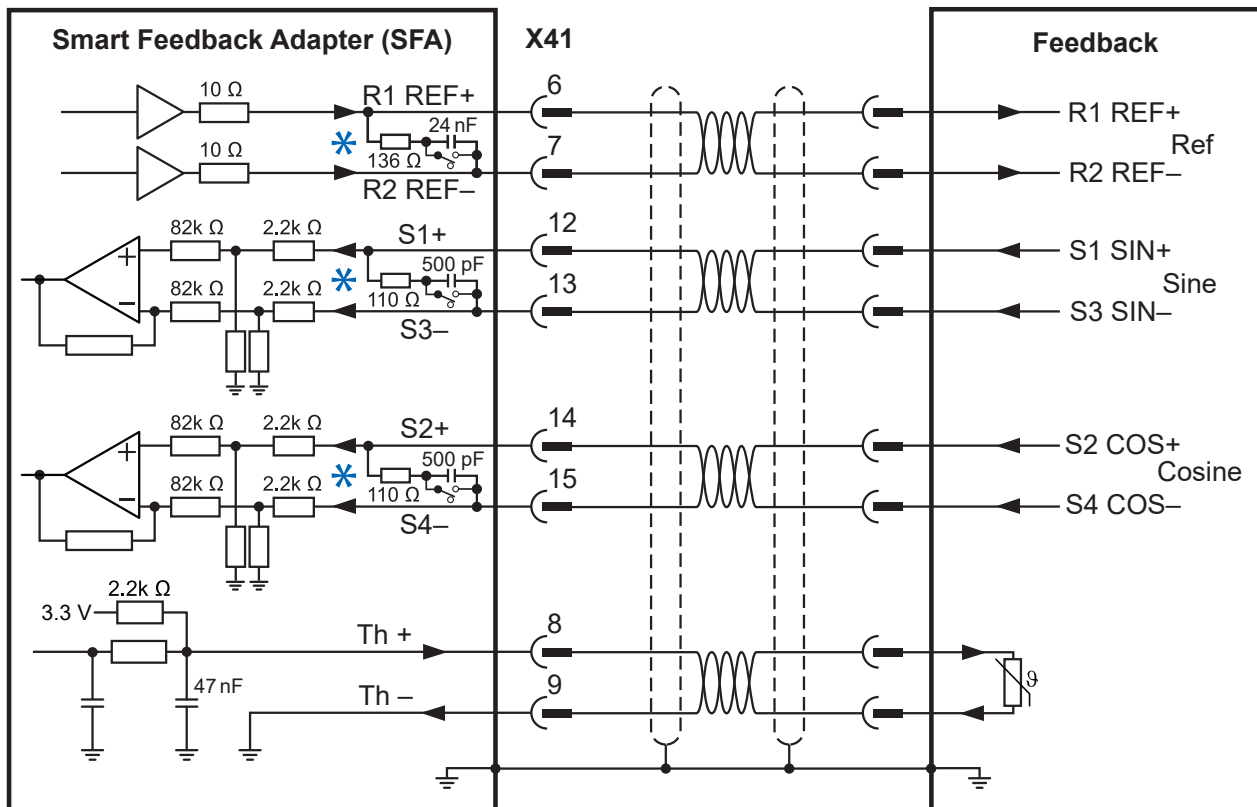 Smart Feedback Adapter (SFA)
X41
Feedback
10 Ω
R1 REF+
6
R1 REF+
*
24 nF
136 Ω
Ref
10 Ω
R2 REF–
7
R2 REF–
82k Ω
2.2k Ω
S1+
12
S1 SIN+
+
*
500 pF
110 Ω
Sine
–
82k Ω
2.2k Ω
S3–
13
S3 SIN–
82k Ω
2.2k Ω
S2+
14
S2 COS+
+
*
500 pF
110 Ω
Cosine
–
82k Ω
2.2k Ω
S4–
15
S4 COS–
2.2k Ω
3.3 V
Th +
8
47 nF
Th –
9
ϑ